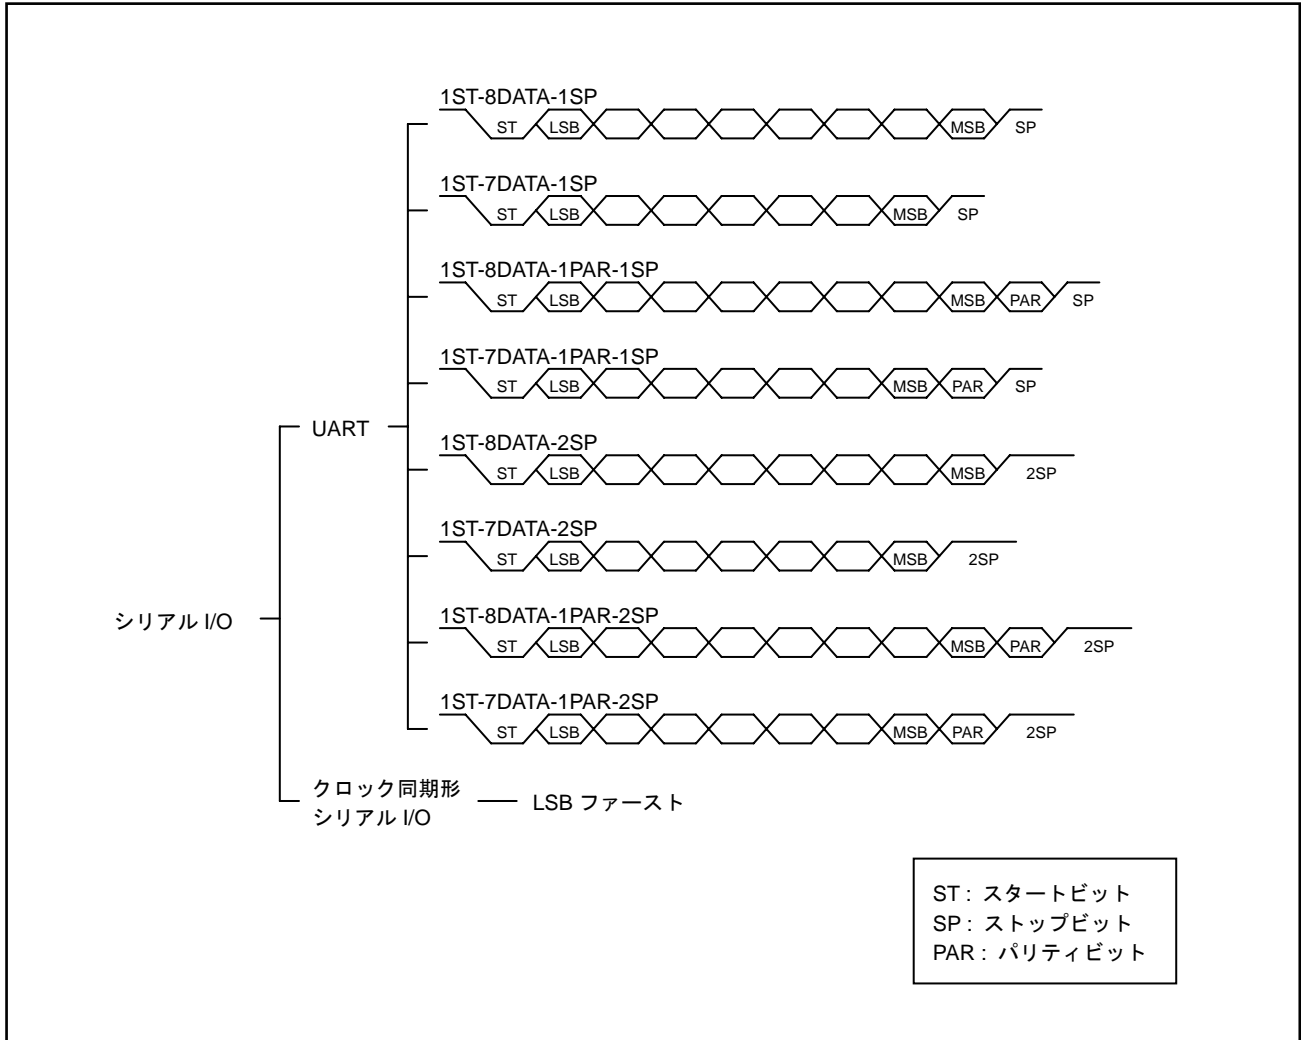 1ST-8DATA-1SP
ST LSB MSB SP
1ST-7DATA-1SP
ST LSB MSB SP
1ST-8DATA-1PAR-1SP
ST LSB MSB PAR SP
1ST-7DATA-1PAR-1SP
ST LSB MSB PAR SP
UART
1ST-8DATA-2SP
ST LSB MSB 2SP
1ST-7DATA-2SP
ST LSB MSB 2SP
シリアル I/O
1ST-8DATA-1PAR-2SP
ST LSB MSB PAR 2SP
1ST-7DATA-1PAR-2SP
ST LSB MSB PAR 2SP
クロック同期形
シリアル I/O
LSB ファースト
ST : スタートビット
SP : ストップビット
PAR : パリティビット